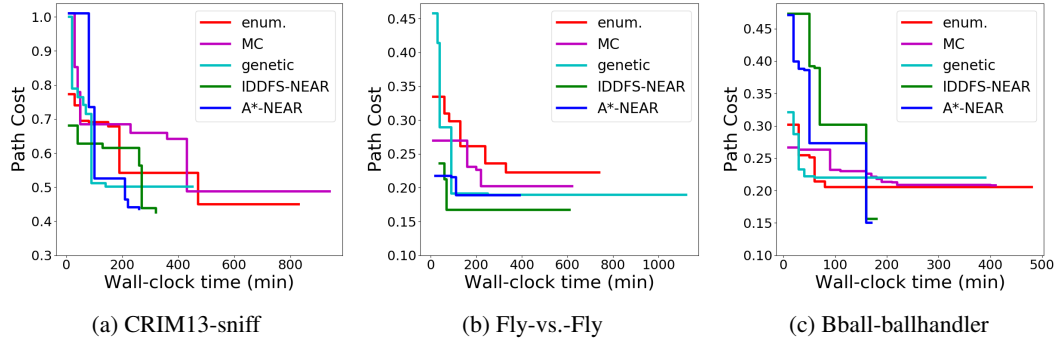 1.0
0.9
0.8
0.7
0.6
0.5
0.4
0.3
Path Cost
0 200 400 600 800
Wall-clock time (min)
enum.
MC
genetic
IDDFS-NEAR
A*-NEAR
(a) CRIM13-sniff
0.45
0.40
0.35
0.30
0.25
0.20
0.15
0.10
Path Cost
0 200 400 600 800 1000
Wall-clock time (min)
enum.
MC
genetic
IDDFS-NEAR
A*-NEAR
(b) Fly-vs.-Fly
0.45
0.40
0.35
0.30
0.25
0.20
0.15
0.10
Path Cost
0 100 200 300 400 500
Wall-clock time (min)
enum.
MC
genetic
IDDFS-NEAR
A*-NEAR
(c) Bball-ballhandler